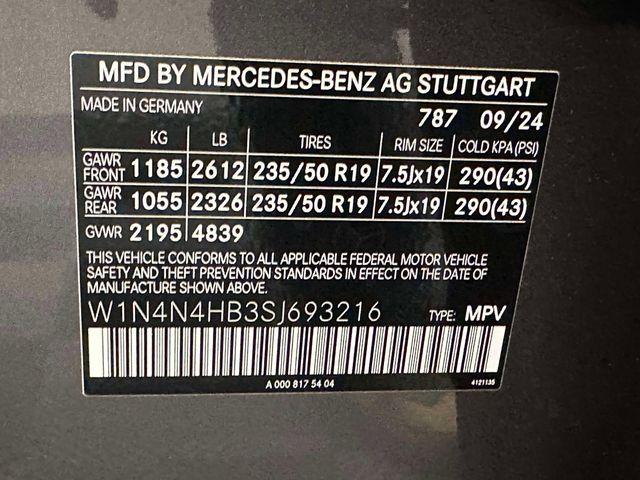 MFD BY MERCEDES-BENZ AG STUTTGART
MADE IN GERMANY 787 09/24
KG LB TIRES RIM SIZE COLD KPA (PSI)
GAWR FRONT 1185 2612 235/50 R19 7.5Jx19 290(43)
GAWR REAR 1055 2326 235/50 R19 7.5Jx19 290(43)
GVWR 2195 4839
THIS VEHICLE CONFORMS TO ALL APPLICABLE FEDERAL MOTOR VEHICLE
SAFETY AND THEFT PREVENTION STANDARDS IN EFFECT ON THE DATE OF
MANUFACTURE SHOWN ABOVE.
W1N4N4HB3SJ693216 TYPE: MPV
A 000 817 54 04 4121135